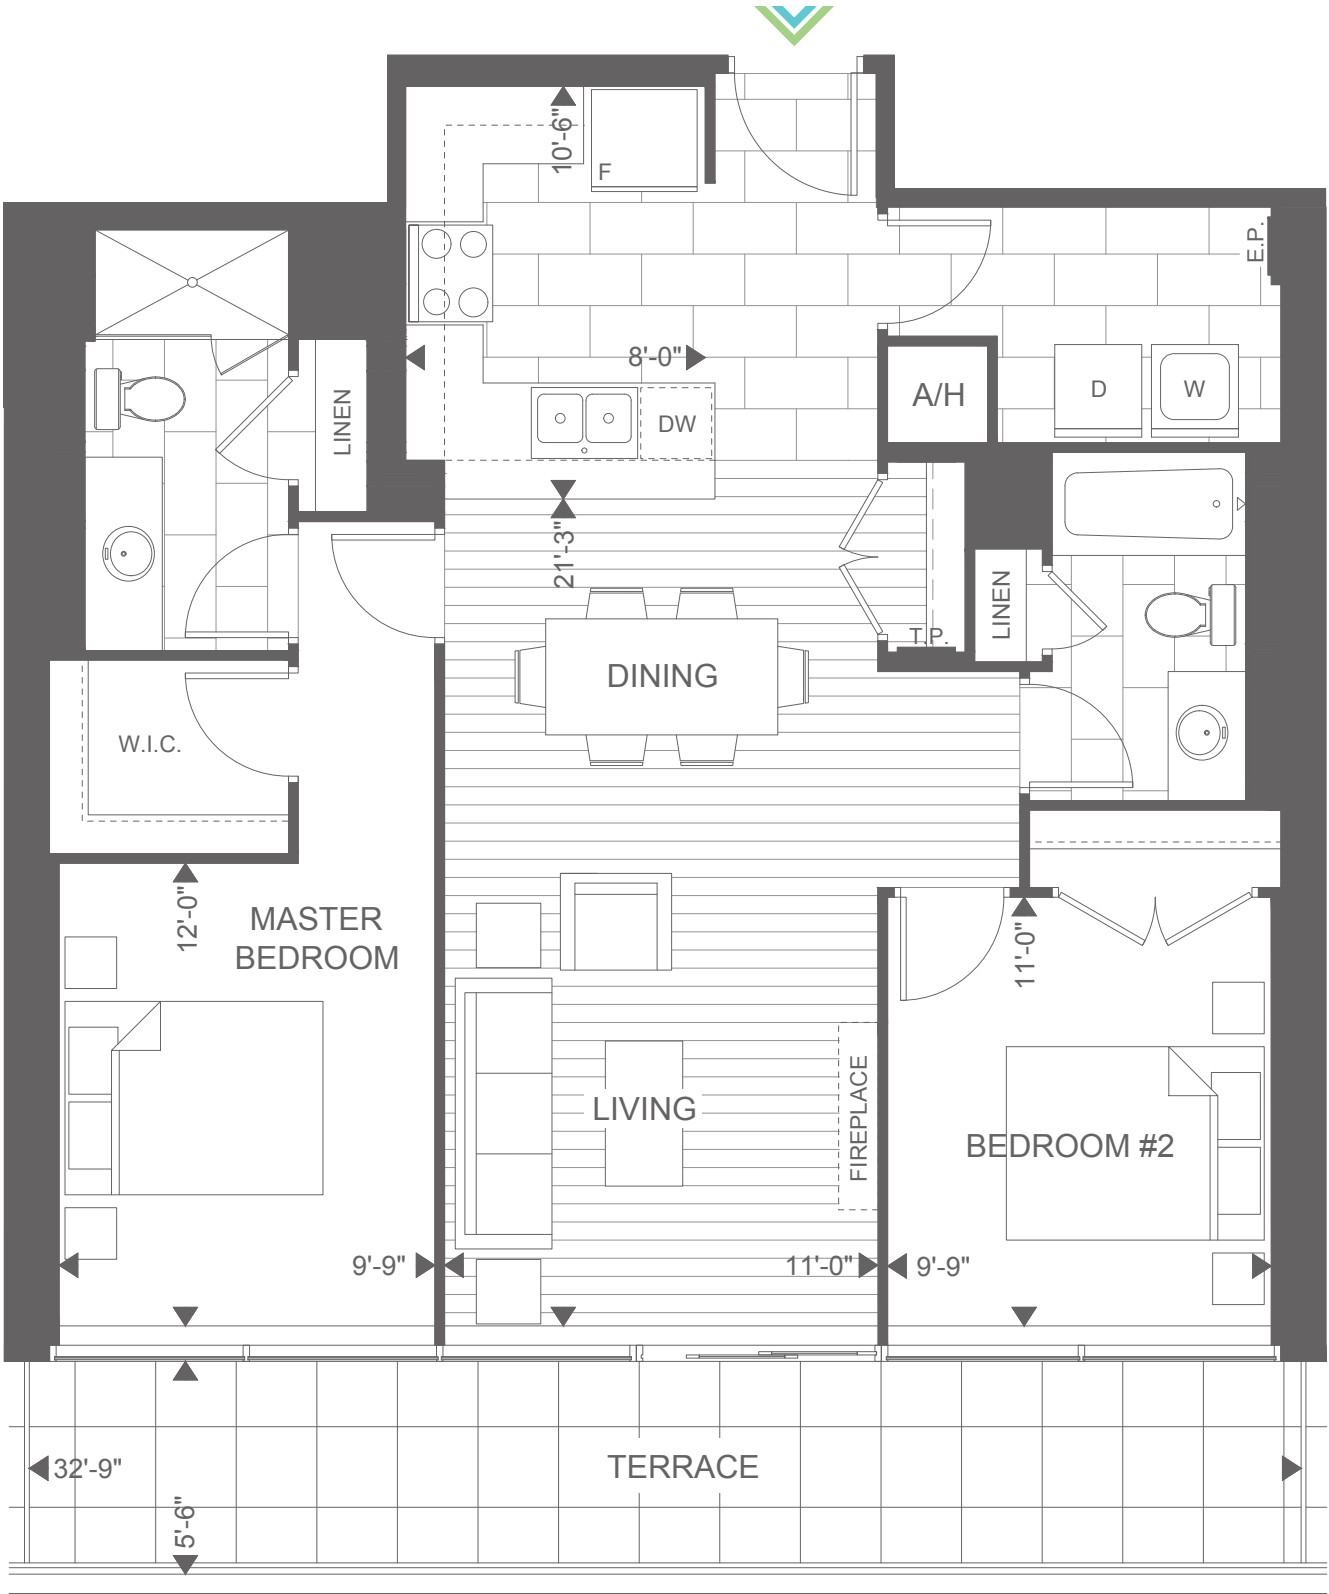 10'-6"
F
E.P.
8'-0"
A/H
D
W
LINEN
DW
21'-3"
LINEN
T.P.
DINING
W.I.C.
12'-0"
MASTER
BEDROOM
11'-0"
LIVING
FIREPLACE
BEDROOM #2
9'-9"
11'-0"
9'-9"
TERRACE
32'-9"
5'-6"